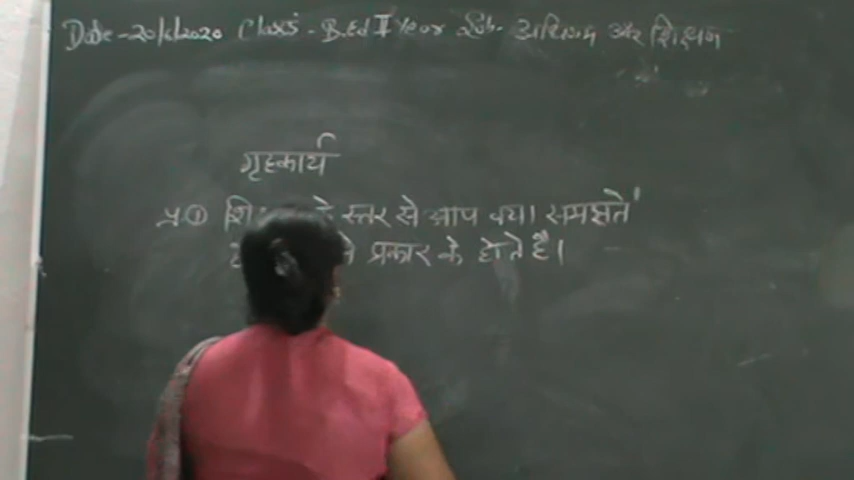 Date-20/6/2020 Class - B.Ed II Year Sub- अधिगम और शिक्षण
गृहकार्य
प्र① के स्तर से आप क्या समझते
प्रकार के होते है।